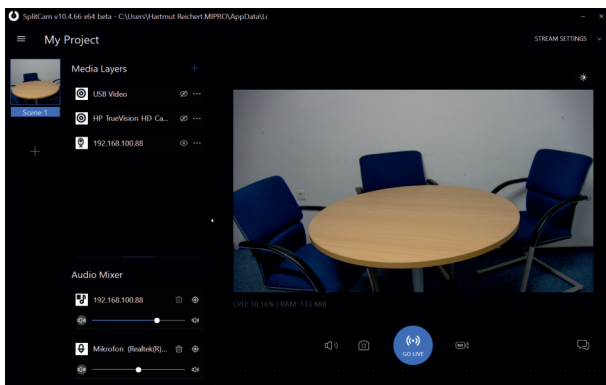 SplitCam v10.4.66 x64 beta - C:\Users\Hartmut Reichert.MIPRO\AppData\Lc
My Project
STREAM SETTINGS
Media Layers
USB Video
Scene 1
HP TrueVision HD Ca...
192.168.100.88
Audio Mixer
192.168.100.88
CPU: 10.16% | RAM: 133 MiB
Mikrofon (Realtek(R)...
GO LIVE
REC